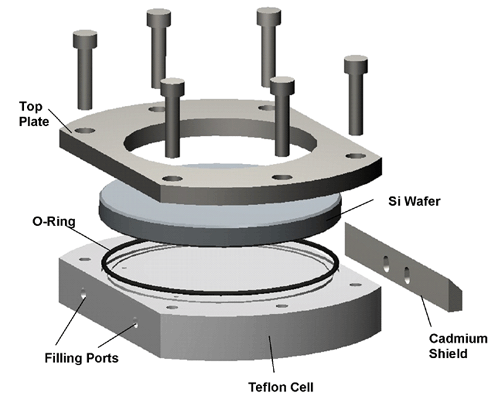 Top
Plate
Si Wafer
O-Ring
Filling Ports
Cadmium
Shield
Teflon Cell